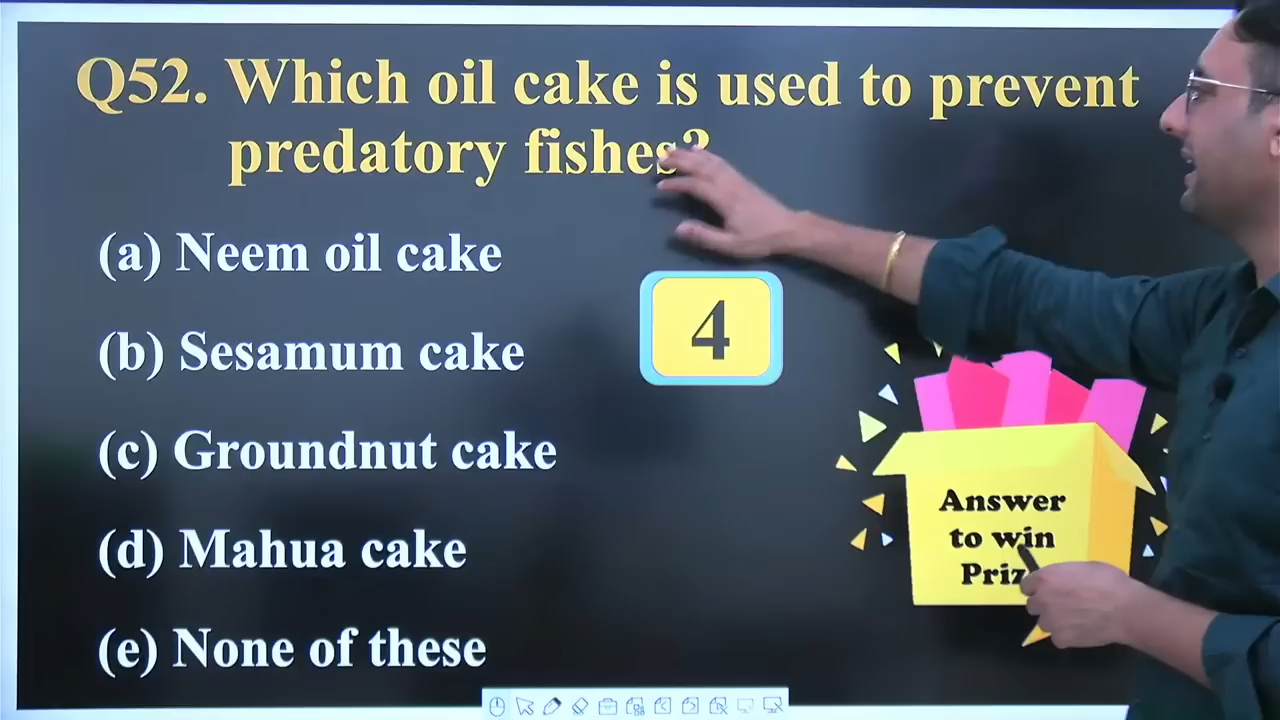 Q52. Which oil cake is used to prevent
predatory fishes?
(a) Neem oil cake
(b) Sesamum cake
4
(c) Groundnut cake
(d) Mahua cake
(e) None of these
Answer
to win
Priz